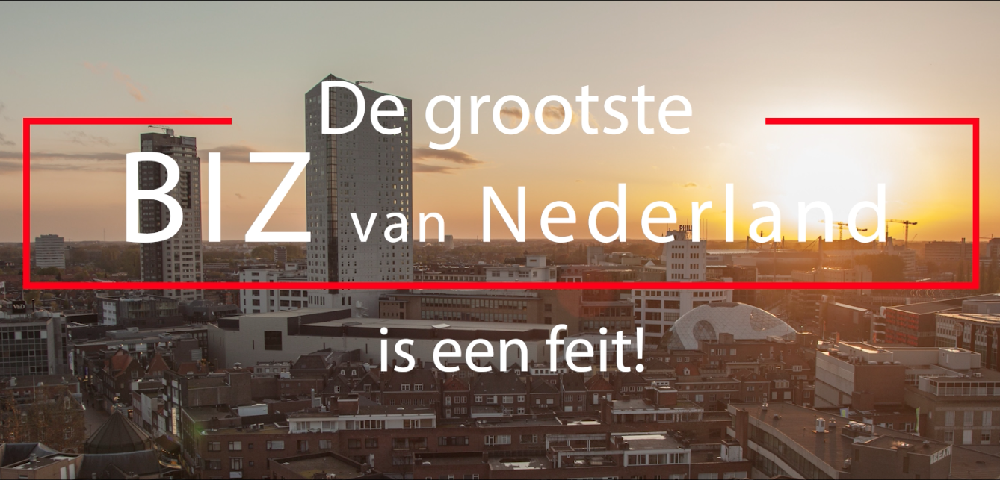 De grootste
BIZ van Nederland
is een feit!
V&D